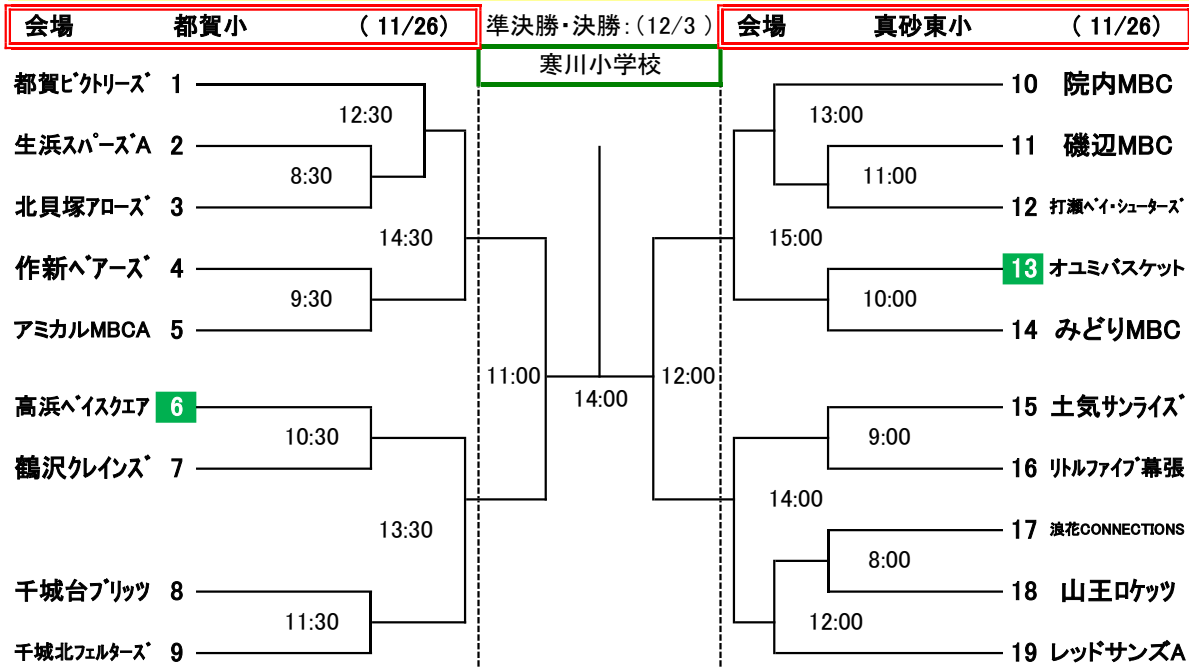 会場 都賀小 ( 11/26) 準決勝・決勝：(12/3 ) 会場 真砂東小 ( 11/26)
寒川小学校
都賀ﾋﾞｸﾄﾘｰｽﾞ 1
12:30
生浜ｽﾊﾟｰｽﾞA 2
8:30
北貝塚ｱﾛｰｽﾞ 3
14:30
作新ﾍﾞｱｰｽﾞ 4
9:30
ｱﾐｶﾙMBCA 5
高浜ﾍﾞｲｽｸｴｱ 6
10:30
鶴沢ｸﾚｲﾝｽﾞ 7
13:30
千城台ﾌﾞﾘｯﾂ 8
11:30
千城北ﾌｪﾙﾀｰｽﾞ 9
11:00
14:00
12:00
10 院内MBC
13:00
11 磯辺MBC
11:00
12 打瀬ﾍﾞｲ・ｼｭｰﾀｰｽﾞ
15:00
13 オユミバスケット
10:00
14 みどりMBC
15 土気サンライズ
9:00
16 ﾘﾄﾙﾌｧｲﾌﾞ幕張
14:00
17 浪花CONNECTIONS
8:00
18 山王ﾛｹｯﾂ
12:00
19 レッドサンズA